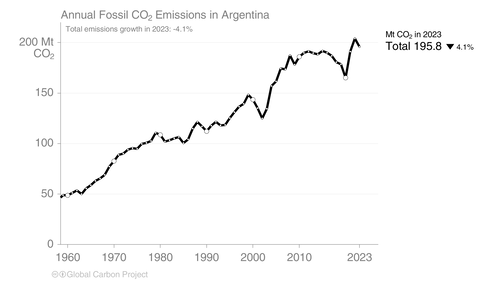 Annual Fossil CO₂ Emissions in Argentina
Total emissions growth in 2023: -4.1%
Mt CO₂ in 2023
Total 195.8 ▼ 4.1%
200 Mt
CO₂
150
100
50
0
1960 1970 1980 1990 2000 2010 2023
Global Carbon Project